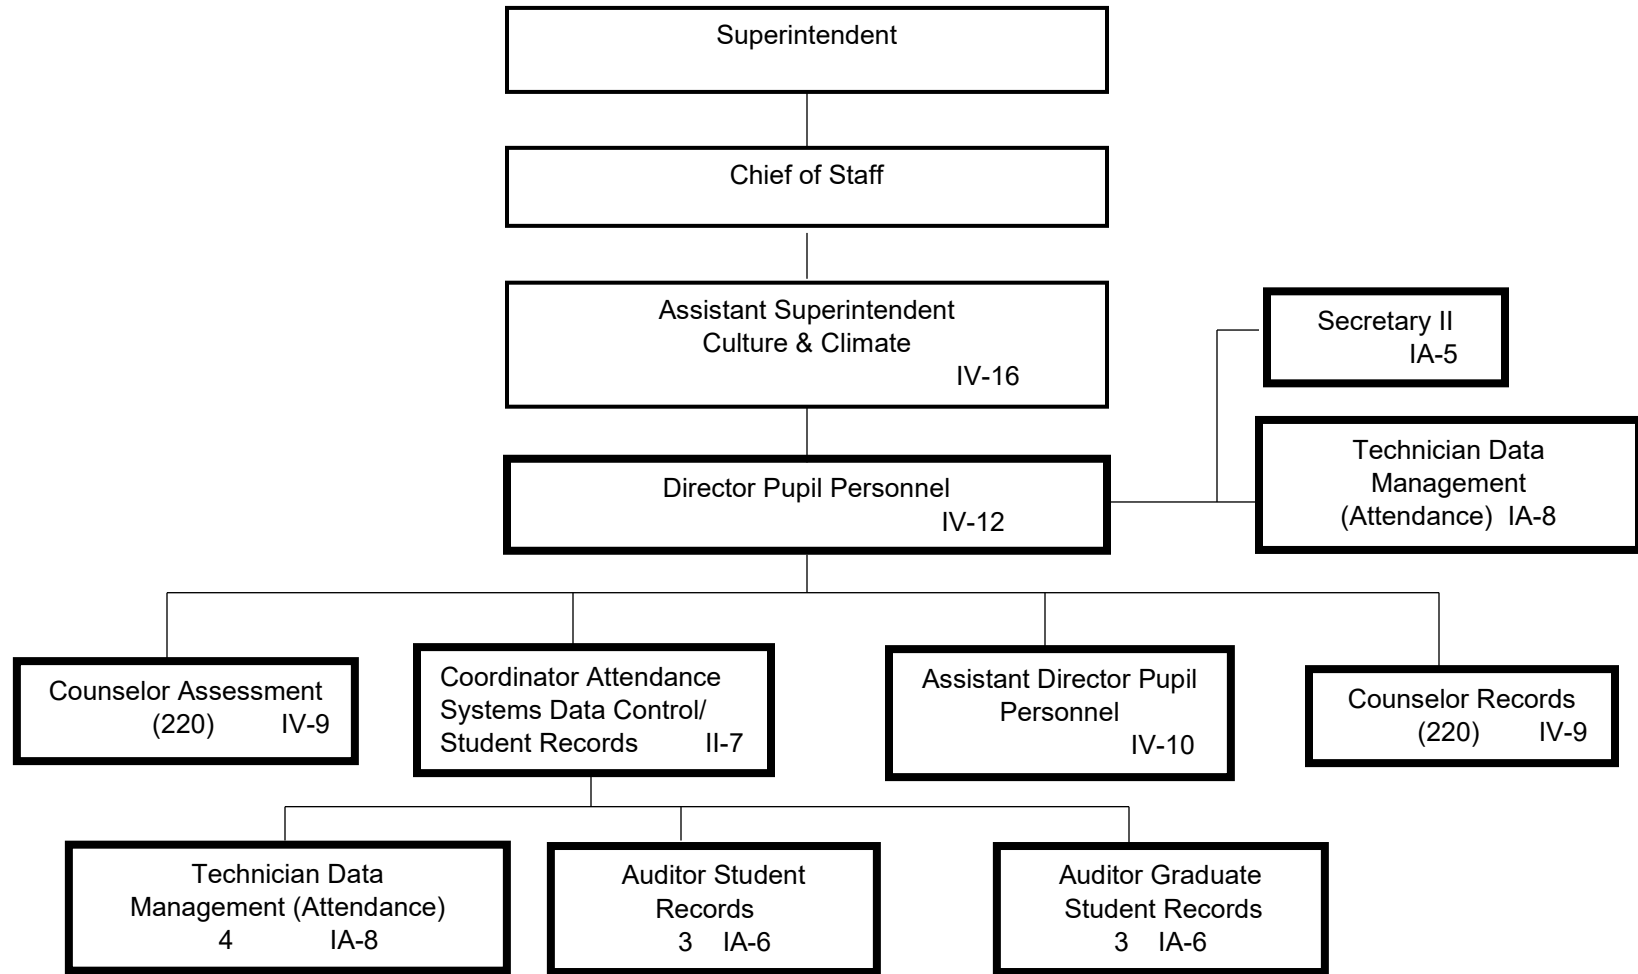 Superintendent
Chief of Staff
Assistant Superintendent
Culture & Climate
IV-16
Secretary II
IA-5
Technician Data
Management
(Attendance) IA-8
Director Pupil Personnel
IV-12
Counselor Assessment
(220) IV-9
Coordinator Attendance
Systems Data Control/
Student Records II-7
Assistant Director Pupil
Personnel
IV-10
Counselor Records
(220) IV-9
Technician Data
Management (Attendance)
4 IA-8
Auditor Student
Records
3 IA-6
Auditor Graduate
Student Records
3 IA-6